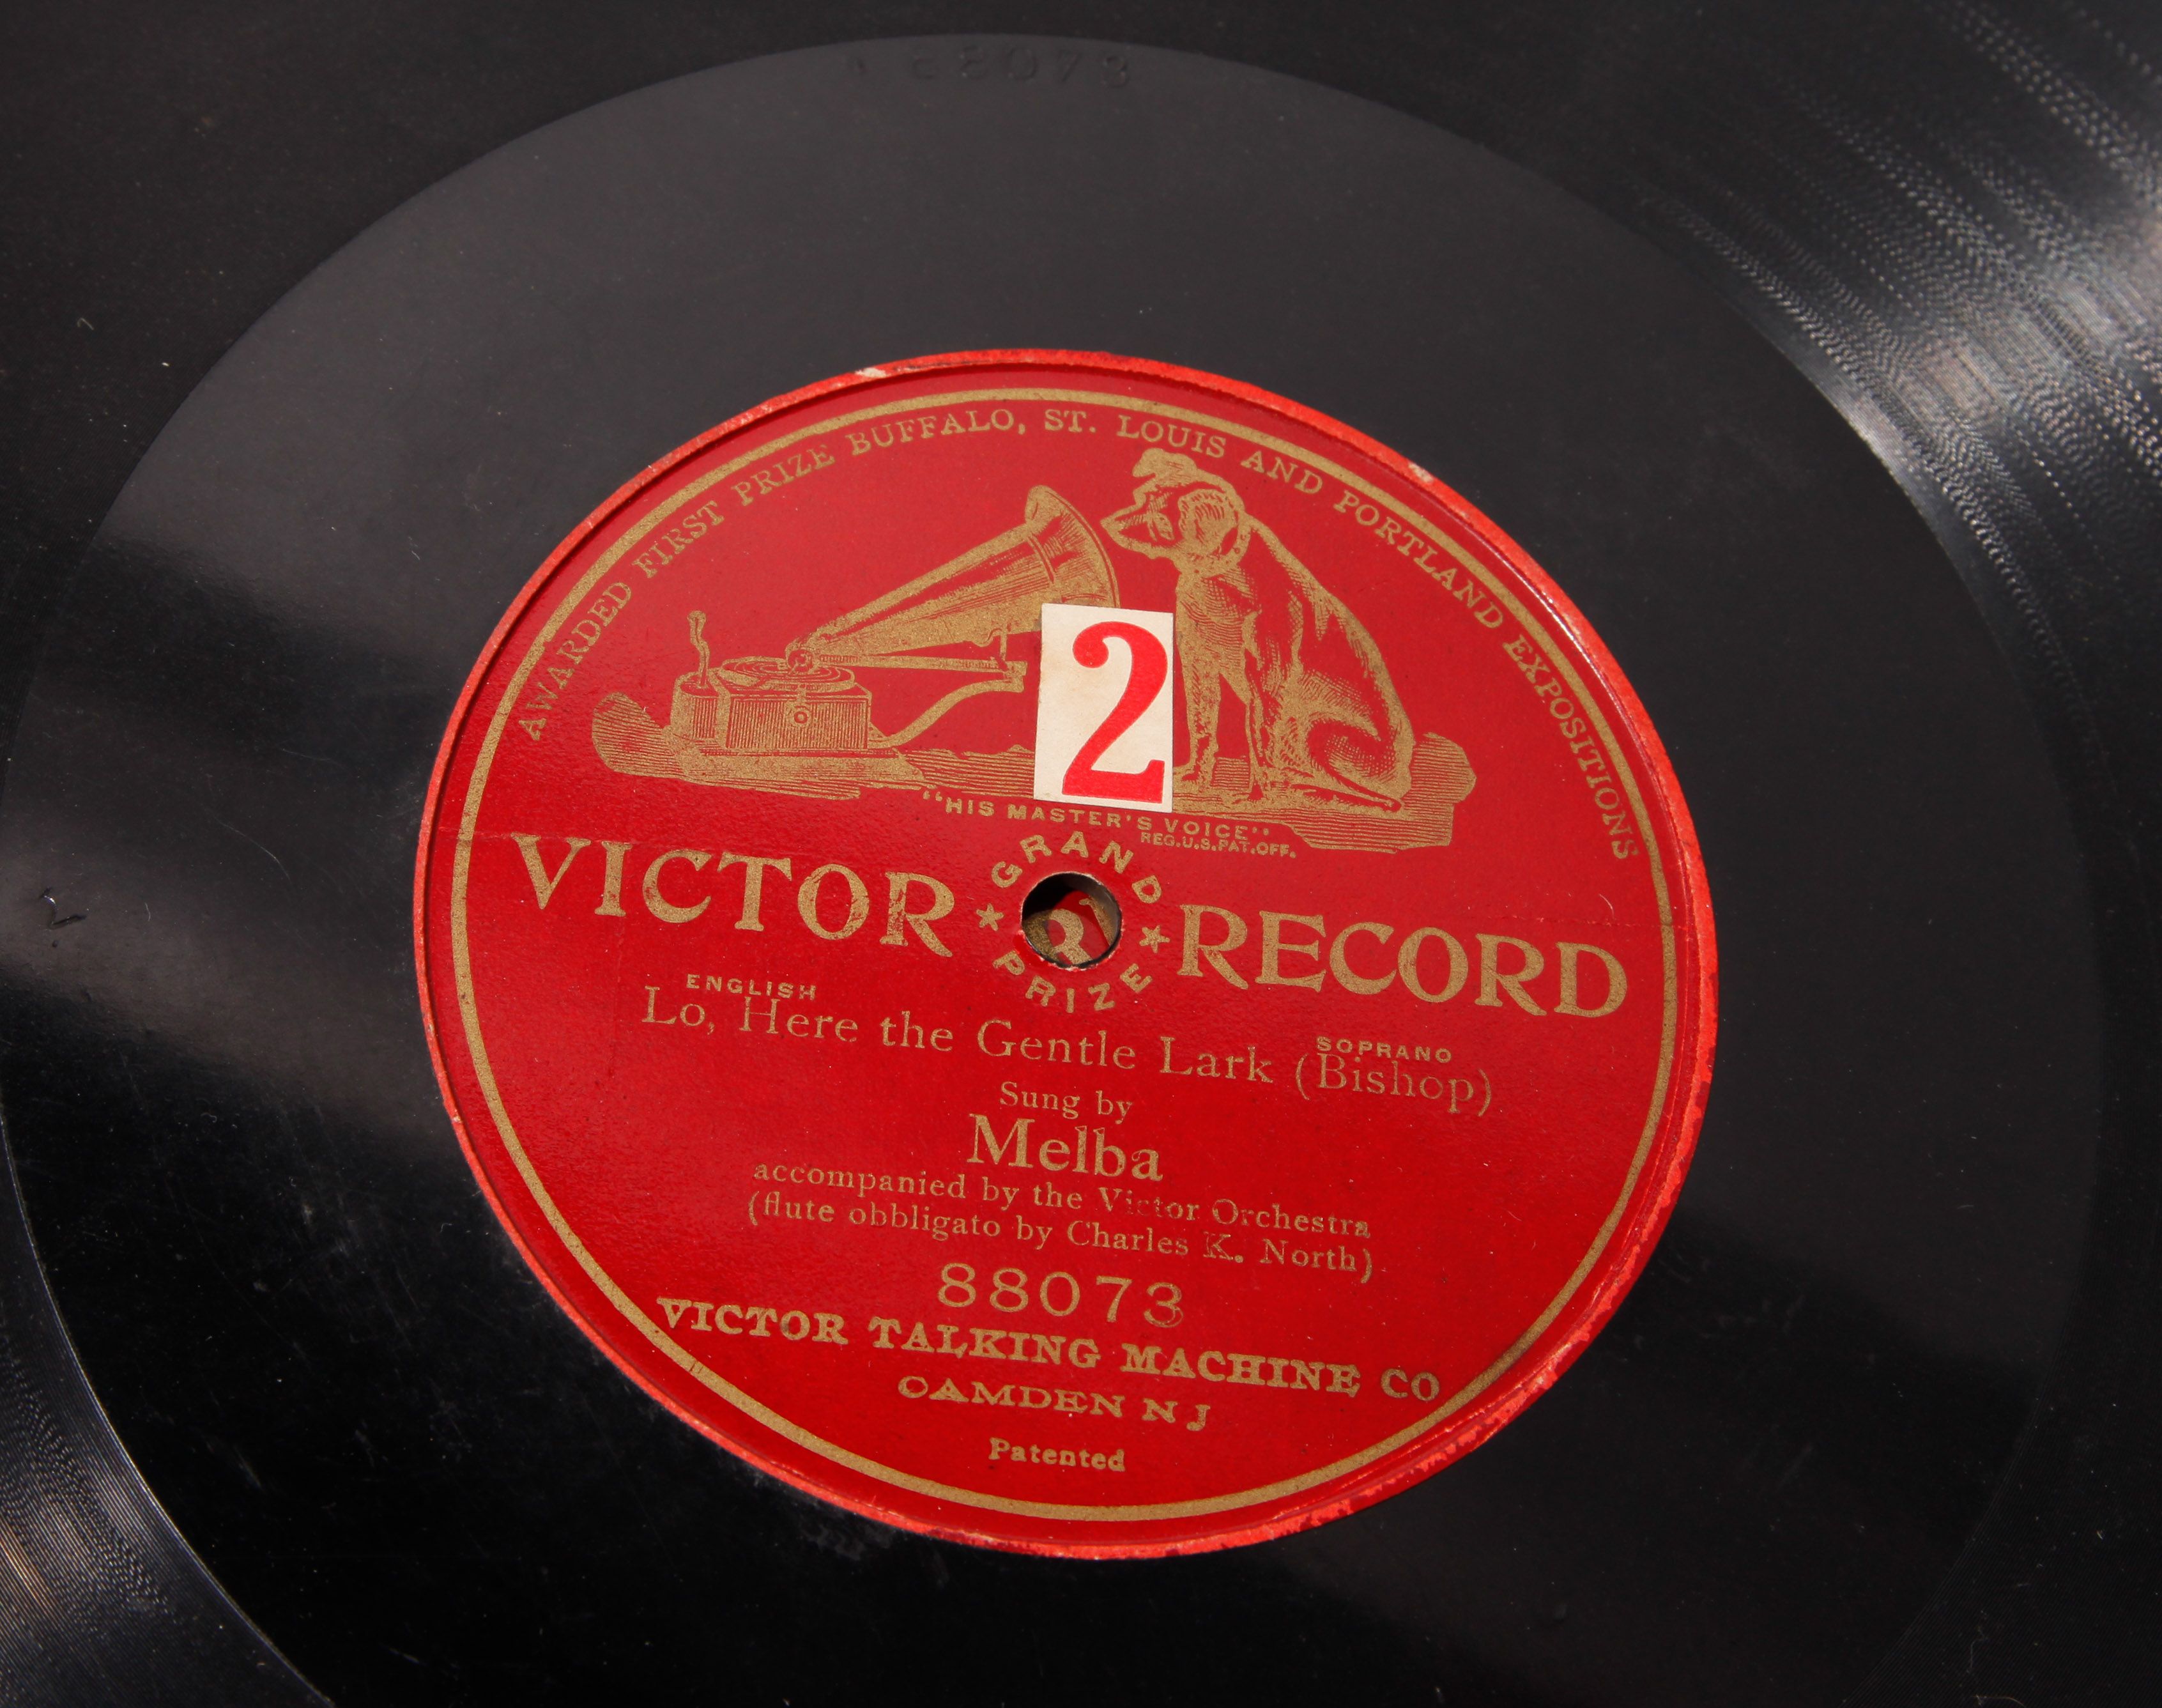 88073
AWARDED FIRST PRIZE BUFFALO, ST. LOUIS AND PORTLAND EXPOSITIONS
2
"HIS MASTER'S VOICE"
REG.U.S.PAT.OFF.
GRAND
VICTOR ★ ★ RECORD
PRIZE
ENGLISH
Lo, Here the Gentle Lark (Bishop)
SOPRANO
Sung by
Melba
accompanied by the Victor Orchestra
(flute obbligato by Charles K. North)
88073
VICTOR TALKING MACHINE CO
CAMDEN N J
Patented